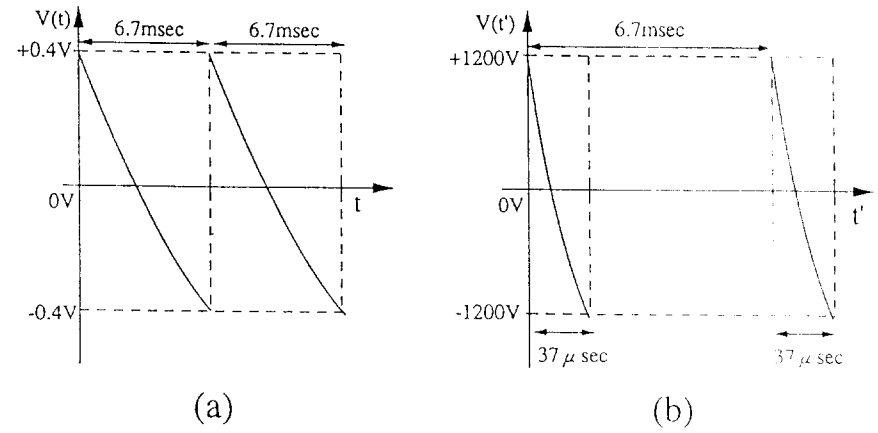 V(t)
6.7msec 6.7msec
+0.4V
0V
t
-0.4V
(a)
V(t')
6.7msec
+1200V
0V
t'
-1200V
37 μ sec
37 μ sec
(b)